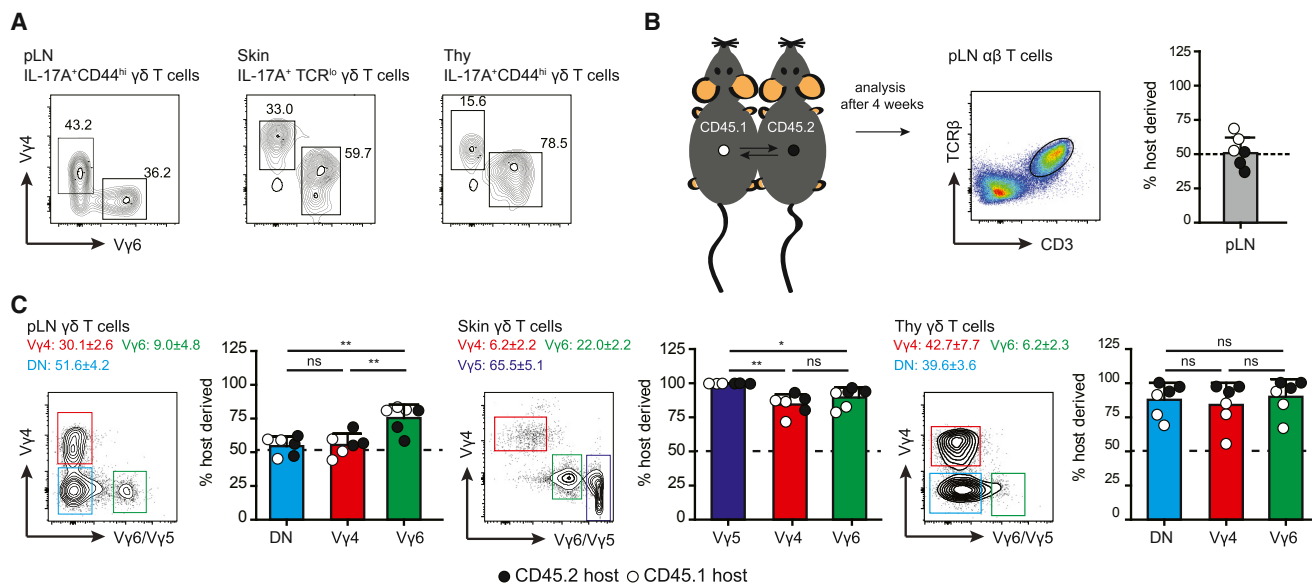 A
pLN
IL-17A⁺CD44ʰⁱ γδ T cells
43.2
36.2
Vγ4
Vγ6
Skin
IL-17A⁺ TCRˡᵒ γδ T cells
33.0
59.7
Thy
IL-17A⁺CD44ʰⁱ γδ T cells
15.6
78.5
B
CD45.1 CD45.2
analysis
after 4 weeks
pLN αβ T cells
TCRβ
CD3
% host derived
125
100
75
50
25
0
pLN
C
pLN γδ T cells
Vγ4: 30.1±2.6 Vγ6: 9.0±4.8
DN: 51.6±4.2
Vγ4
Vγ6/Vγ5
% host derived
125
100
75
50
25
0
**
ns
**
DN Vγ4 Vγ6
Skin γδ T cells
Vγ4: 6.2±2.2 Vγ6: 22.0±2.2
Vγ5: 65.5±5.1
Vγ4
Vγ6/Vγ5
% host derived
125
100
75
50
25
0
*
**
ns
Vγ5 Vγ4 Vγ6
Thy γδ T cells
Vγ4: 42.7±7.7 Vγ6: 6.2±2.3
DN: 39.6±3.6
Vγ4
Vγ6/Vγ5
% host derived
125
100
75
50
25
0
ns
ns
ns
DN Vγ4 Vγ6
● CD45.2 host ○ CD45.1 host